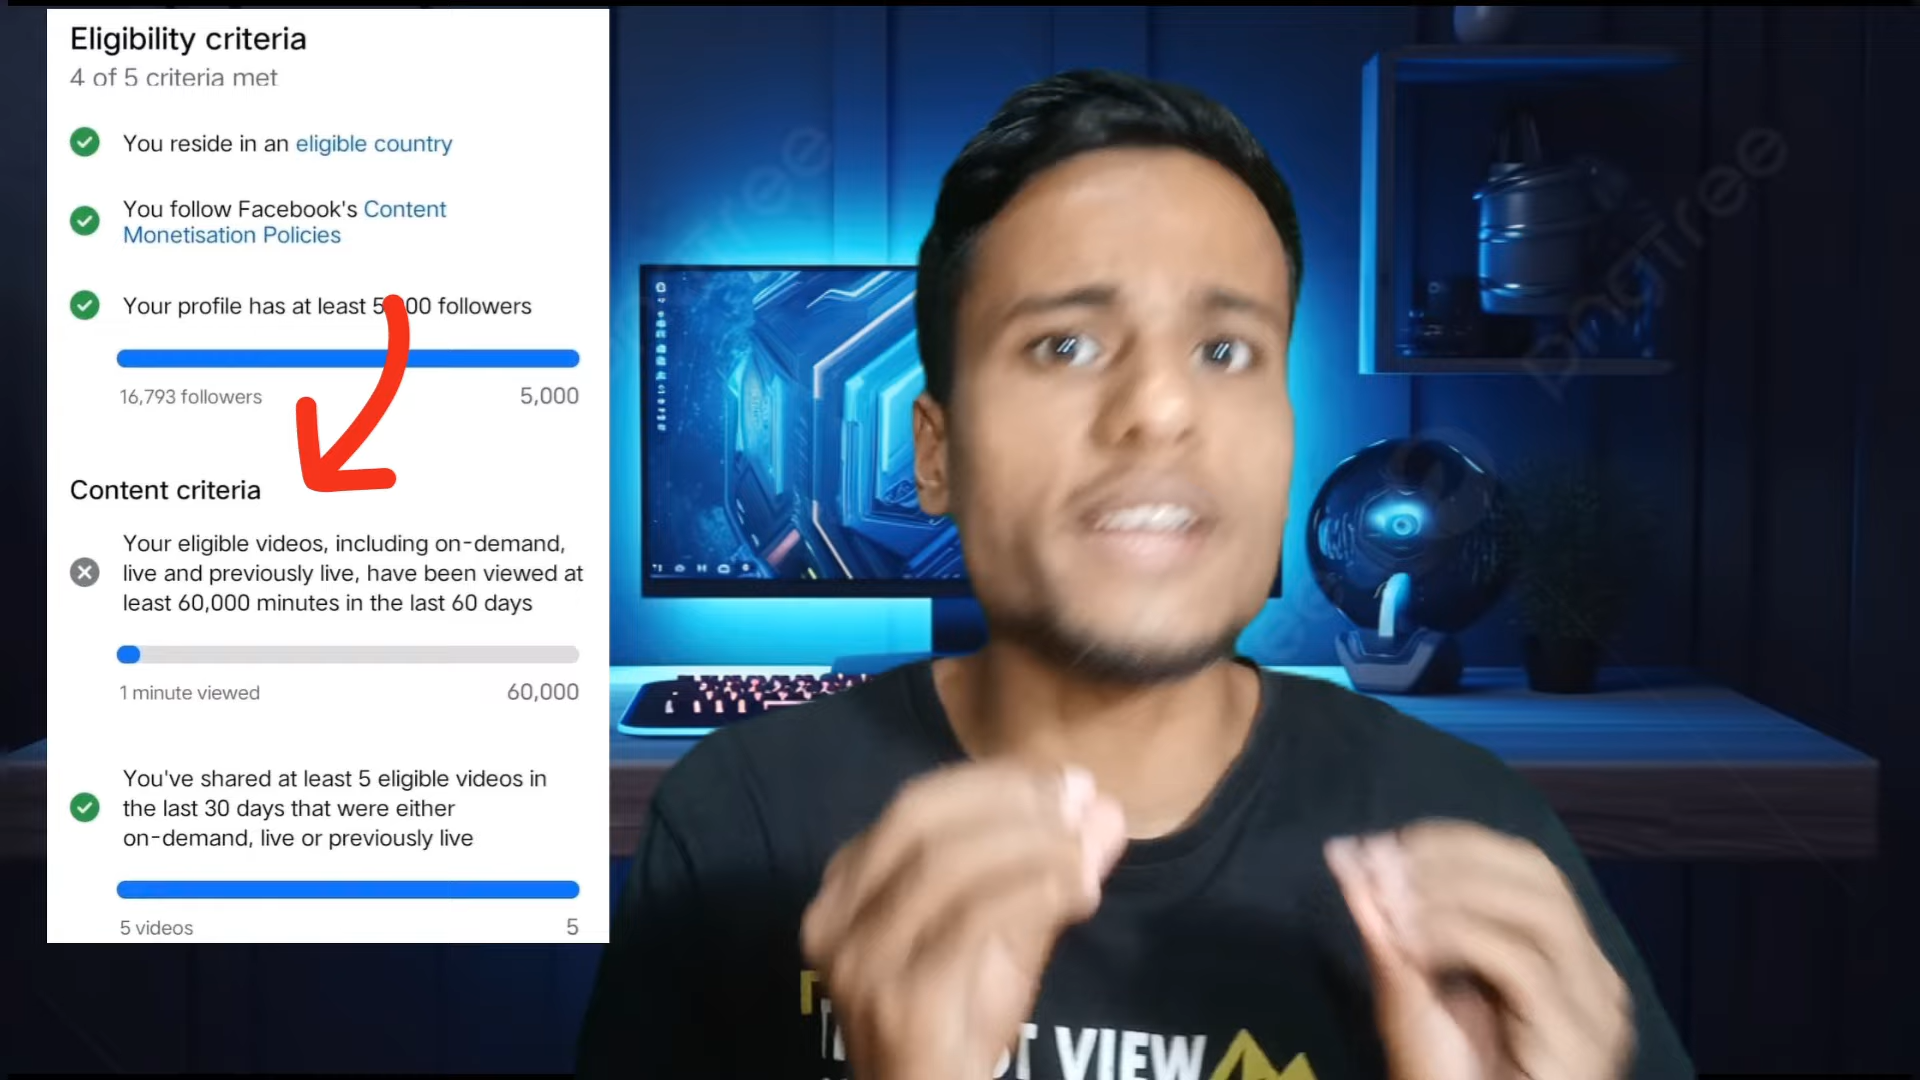 Eligibility criteria
4 of 5 criteria met
You reside in an eligible country
You follow Facebook's Content
Monetisation Policies
Your profile has at least 5,000 followers
16,793 followers
5,000
Content criteria
Your eligible videos, including on-demand,
live and previously live, have been viewed at
least 60,000 minutes in the last 60 days
1 minute viewed
60,000
You've shared at least 5 eligible videos in
the last 30 days that were either
on-demand, live or previously live
5 videos
5
pngtree
VIEW